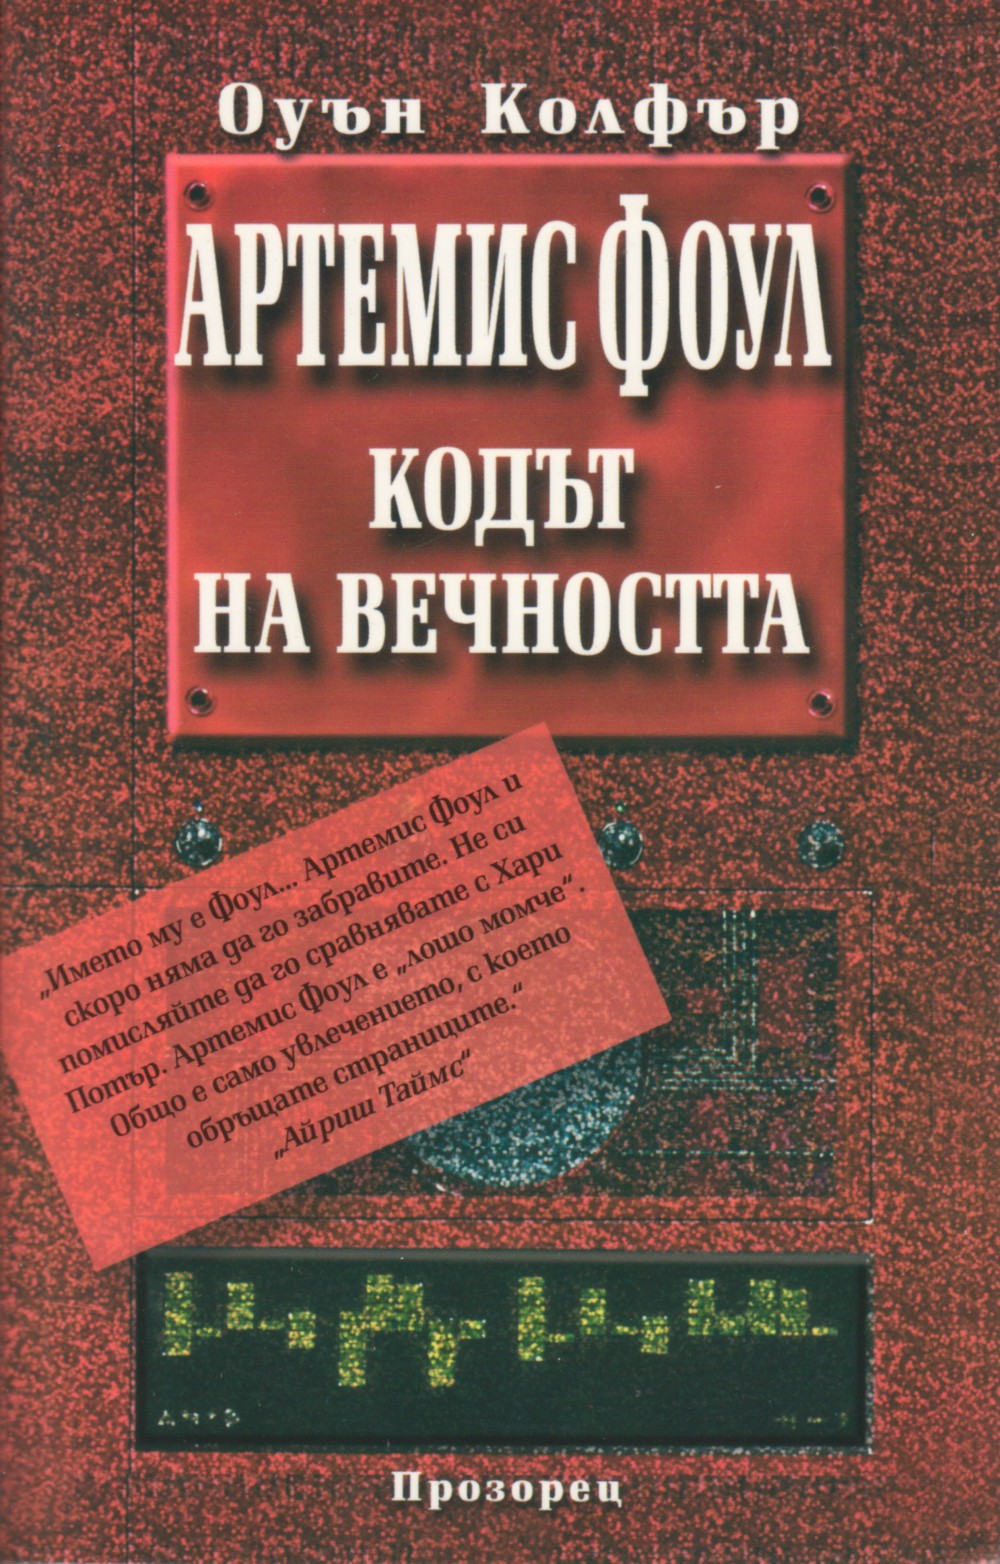 Оуън Колфър
АРТЕМИС ФОУЛ
КОДЪТ
НА ВЕЧНОСТТА
„Името му е Фоул... Артемис Фоул и
скоро няма да го забравите. Не си
помисляйте да го сравнявате с Хари
Потър. Артемис Фоул е „лошо момче“.
Общо е само увлечението, с което
обръщате страниците.“
„Айриш Таймс“
Прозорец